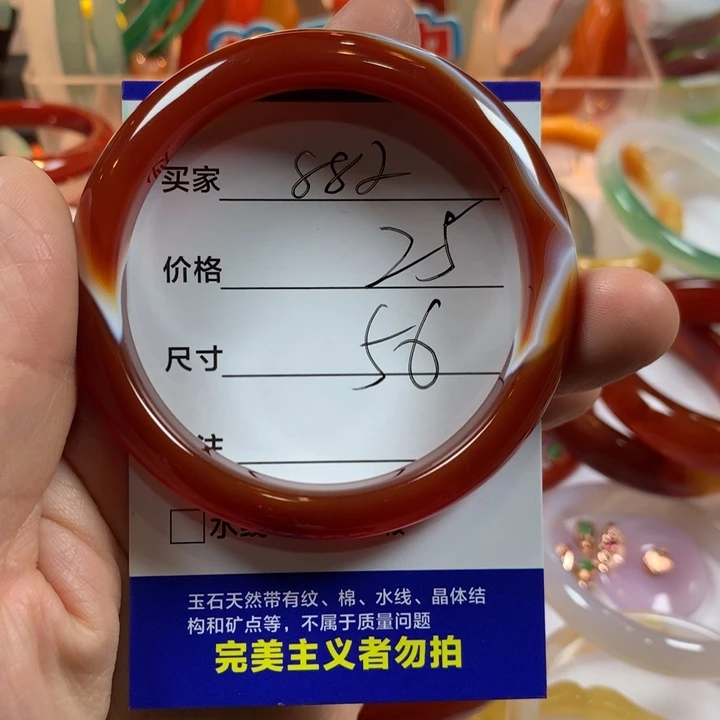 买家 882
价格 25
尺寸 56
注
玉石天然带有纹、棉、水线、晶体结
构和矿点等，不属于质量问题
完美主义者勿拍